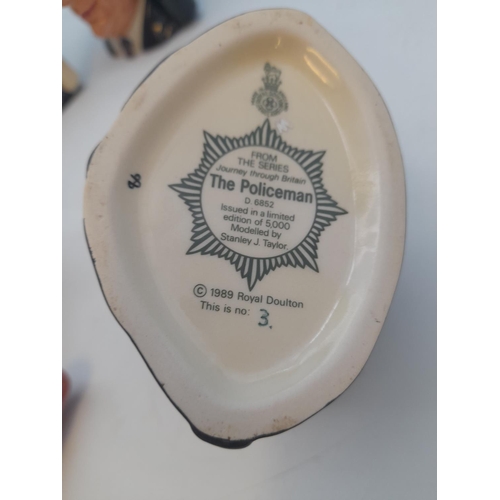 FROM
THE SERIES
Journey through Britain
The Policeman
D. 6852
Issued in a limited
edition of 5,000
Modelled by
Stanley J. Taylor.
© 1989 Royal Doulton
This is no: 3.